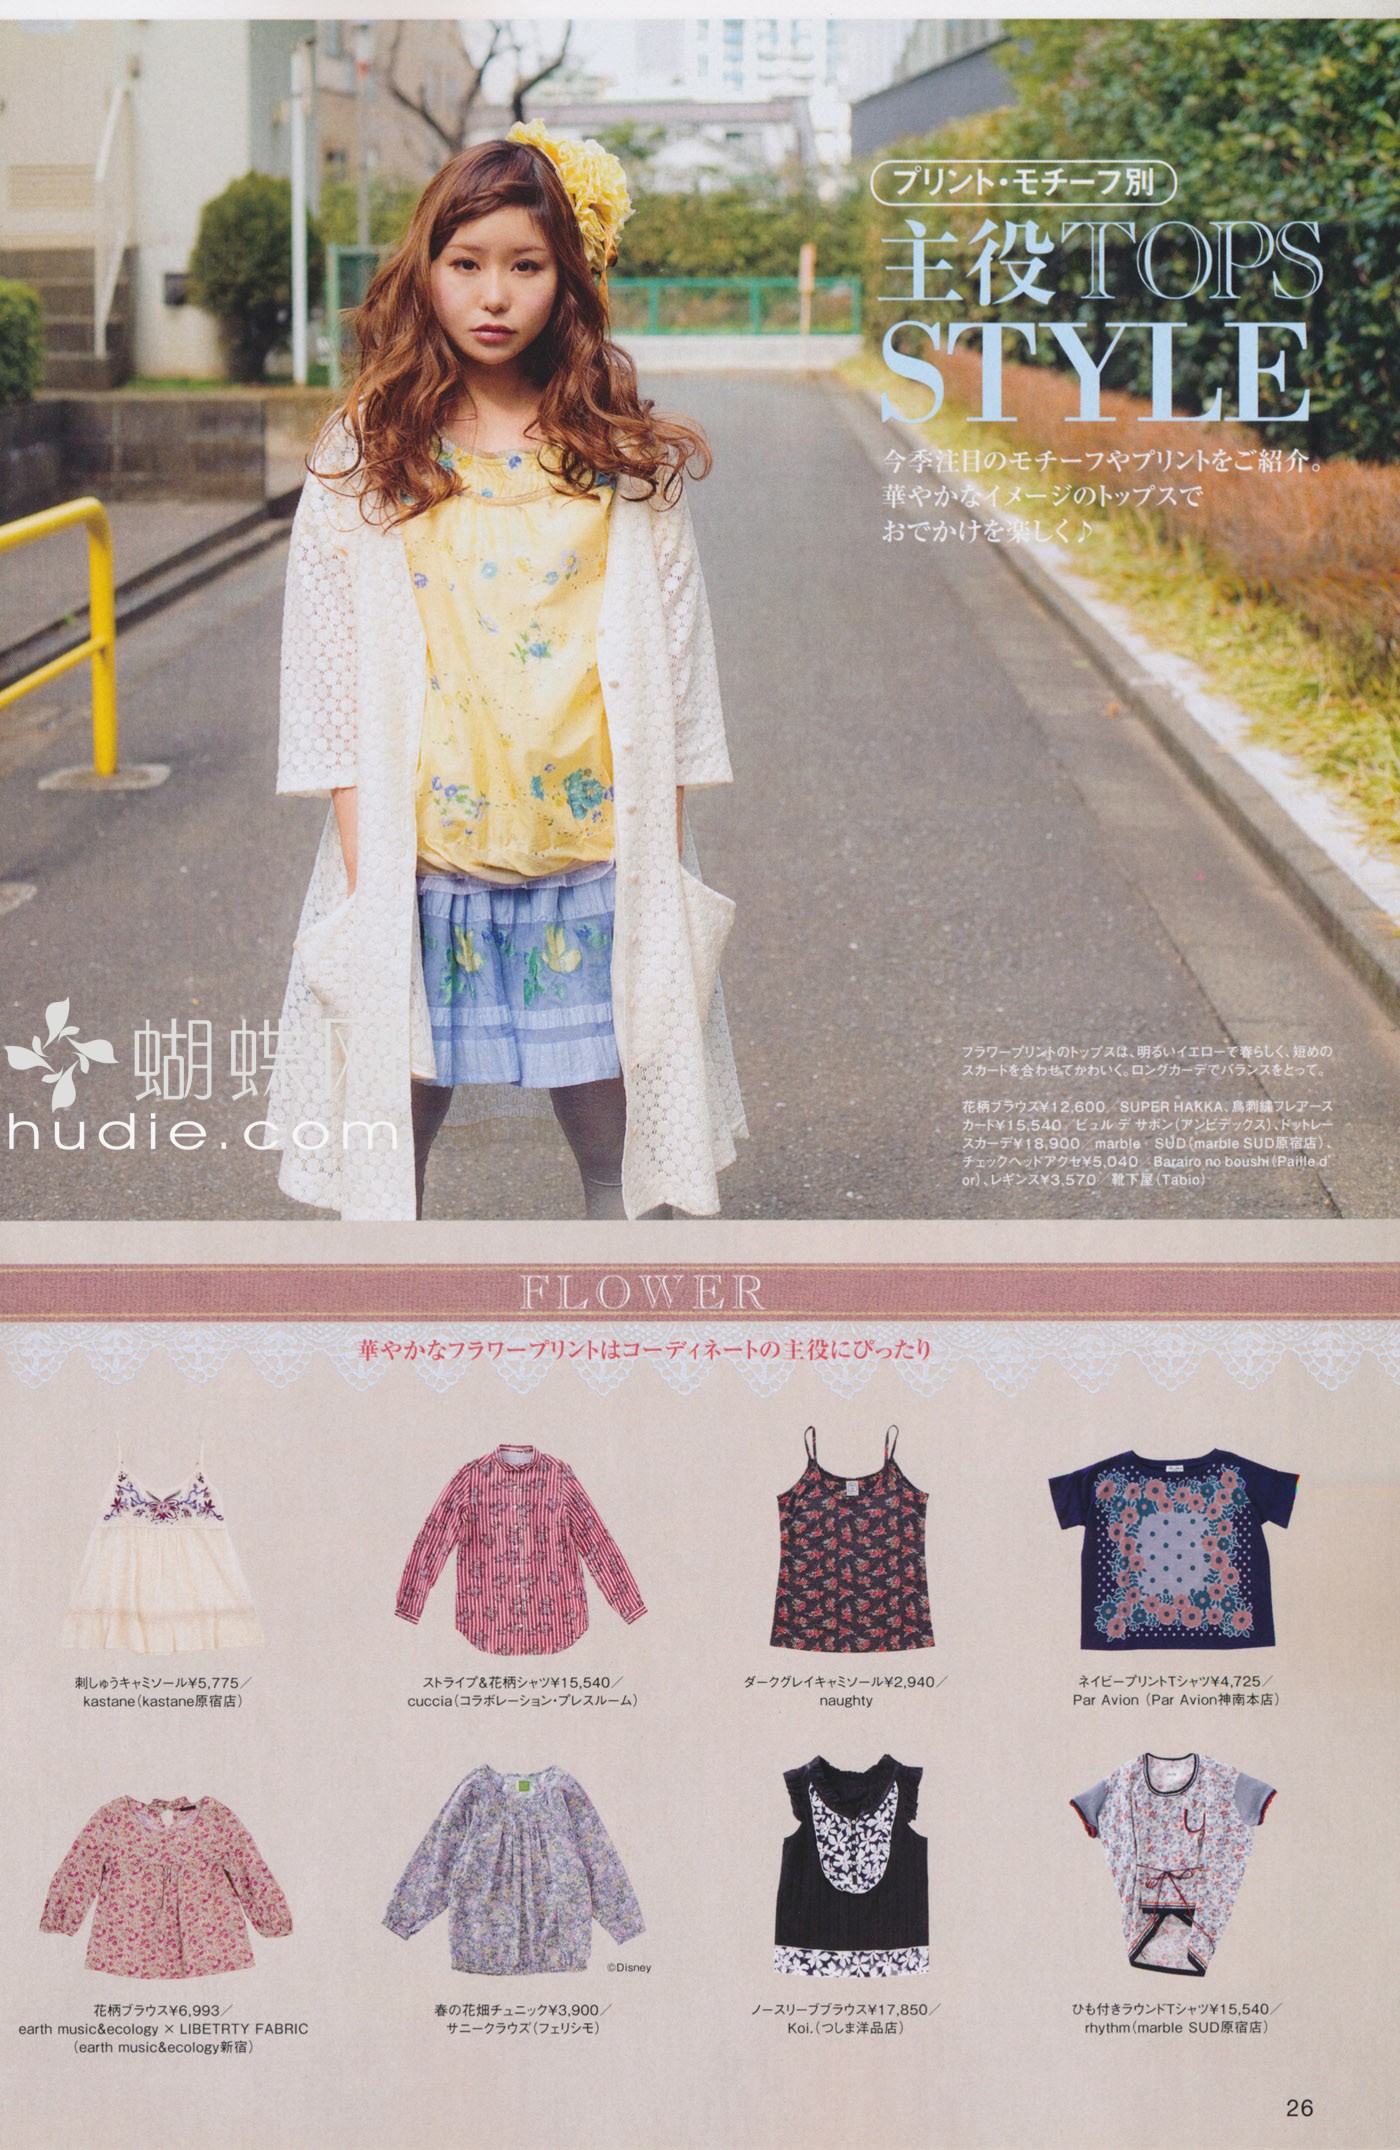 プリント・モチーフ別
主役TOPS
STYLE
今季注目のモチーフやプリントをご紹介。
華やかなイメージのトップスで
おでかけを楽しく♪
フラワープリントのトップスは、明るいイエローで春らしく、短めの
スカートを合わせてかわいく。ロングカーデでバランスをとって。
花柄ブラウス¥12,600／SUPER HAKKA、鳥刺繍フレアース
カート¥15,540／ビュル デ サボン（アンビデックス）、ドットレー
スカーデ¥18,900／marble SUD（marble SUD原宿店）、
チェックヘッドアクセ¥5,040／Barairo no boushi（Paille d'
or）、レギンス¥3,570／靴下屋（Tabio）
蝴蝶网
hudie.com
FLOWER
華やかなフラワープリントはコーディネートの主役にぴったり
刺しゅうキャミソール¥5,775／
kastane（kastane原宿店）
ストライプ&花柄シャツ¥15,540／
cuccia（コラボレーション・プレスルーム）
ダークグレイキャミソール¥2,940／
naughty
ネイビープリントTシャツ¥4,725／
Par Avion（Par Avion神南本店）
花柄ブラウス¥6,993／
earth music&ecology × LIBETRTY FABRIC
（earth music&ecology新宿）
©Disney
春の花畑チュニック¥3,900／
サニークラウズ（フェリシモ）
ノースリーブブラウス¥17,850／
Koi.（つしま洋品店）
ひも付きラウンドTシャツ¥15,540／
rhythm（marble SUD原宿店）
26